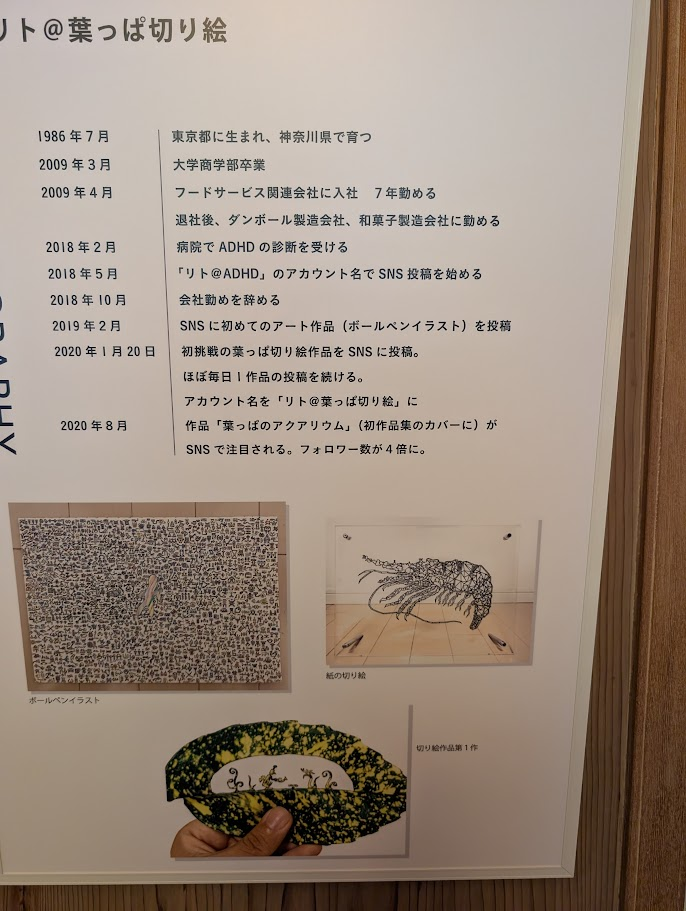 リト＠葉っぱ切り絵
1986年7月 東京都に生まれ、神奈川県で育つ
2009年3月 大学商学部卒業
2009年4月 フードサービス関連会社に入社　７年勤める
退社後、ダンボール製造会社、和菓子製造会社に勤める
2018年2月 病院でADHDの診断を受ける
2018年5月 「リト＠ADHD」のアカウント名でSNS投稿を始める
2018年10月 会社勤めを辞める
2019年2月 SNSに初めてのアート作品（ボールペンイラスト）を投稿
2020年1月20日 初挑戦の葉っぱ切り絵作品をSNSに投稿。
ほぼ毎日1作品の投稿を続ける。
アカウント名を「リト＠葉っぱ切り絵」に
2020年8月 作品「葉っぱのアクアリウム」（初作品集のカバーに）が
SNSで注目される。フォロワー数が４倍に。
GRAPHY
ボールペンイラスト
紙の切り絵
切り絵作品第1作